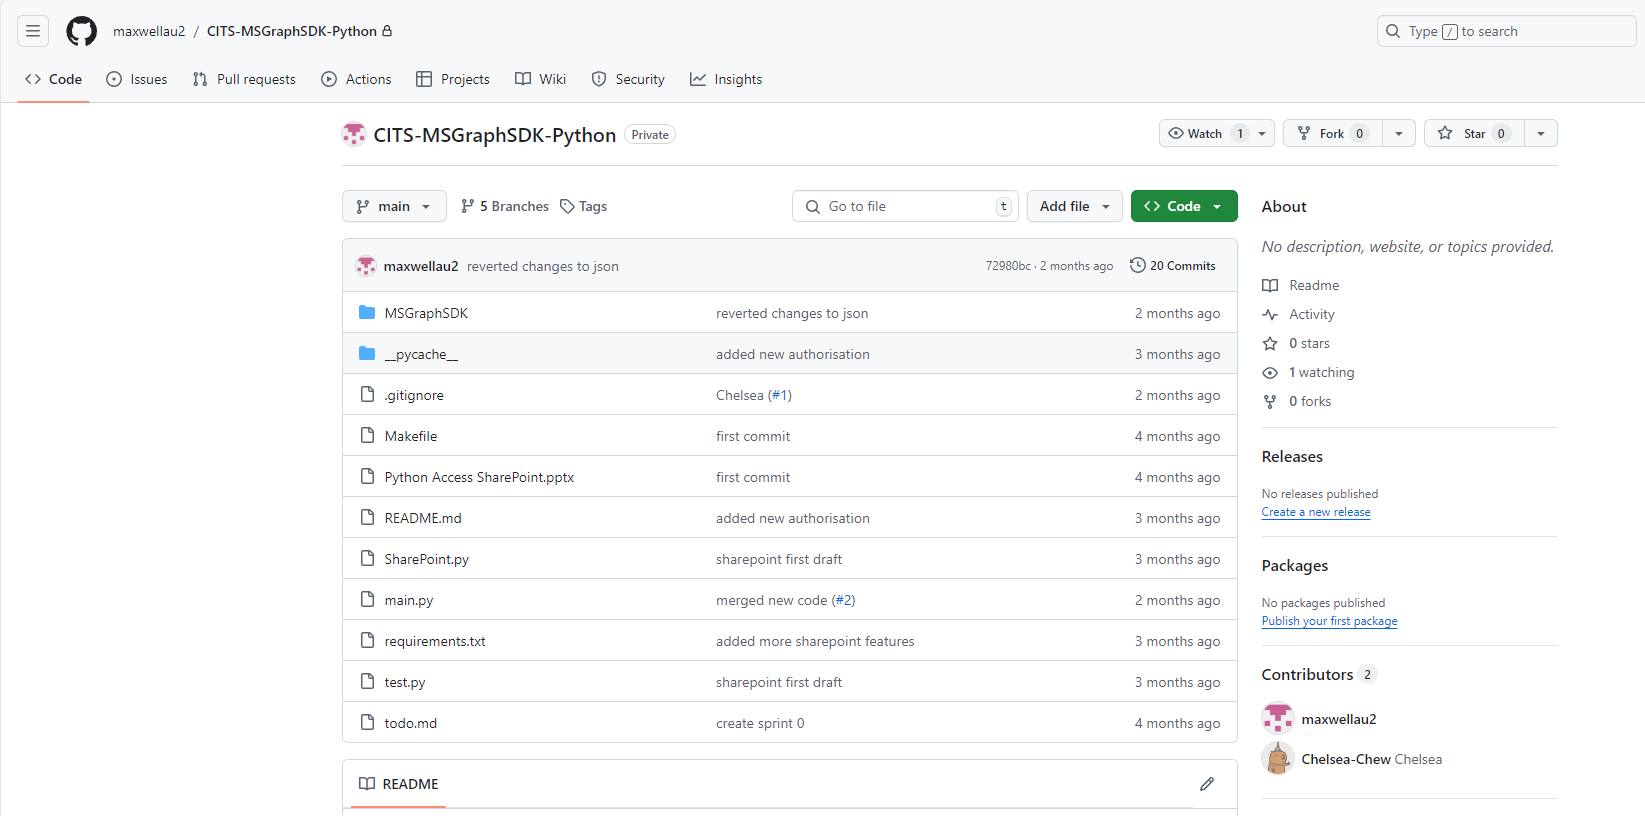 maxwellau2 / CITS-MSGraphSDK-Python
Type / to search
Code Issues Pull requests Actions Projects Wiki Security Insights
CITS-MSGraphSDK-Python Private
Watch 1 Fork 0 Star 0
main 5 Branches Tags Go to file t Add file Code
maxwellau2 reverted changes to json 72980bc · 2 months ago 20 Commits
MSGraphSDK reverted changes to json 2 months ago
__pycache__ added new authorisation 3 months ago
.gitignore Chelsea (#1) 2 months ago
Makefile first commit 4 months ago
Python Access SharePoint.pptx first commit 4 months ago
README.md added new authorisation 3 months ago
SharePoint.py sharepoint first draft 3 months ago
main.py merged new code (#2) 2 months ago
requirements.txt added more sharepoint features 3 months ago
test.py sharepoint first draft 3 months ago
todo.md create sprint 0 4 months ago
README
About
No description, website, or topics provided.
Readme
Activity
0 stars
1 watching
0 forks
Releases
No releases published
Create a new release
Packages
No packages published
Publish your first package
Contributors 2
maxwellau2
Chelsea-Chew Chelsea